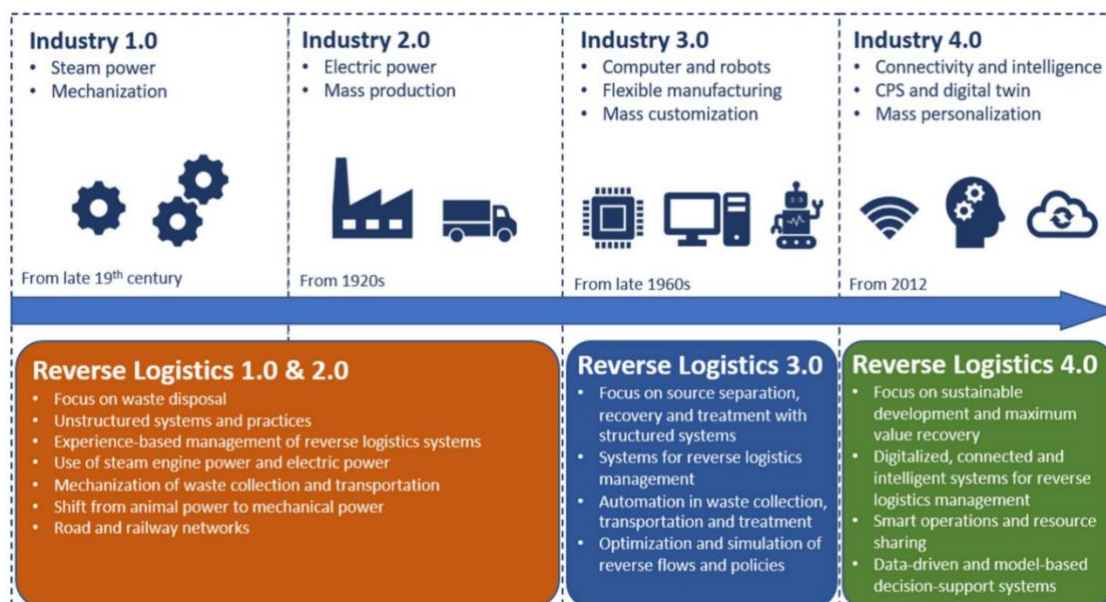 Industry 1.0
• Steam power
• Mechanization
From late 19th century
Industry 2.0
• Electric power
• Mass production
From 1920s
Industry 3.0
• Computer and robots
• Flexible manufacturing
• Mass customization
From late 1960s
Industry 4.0
• Connectivity and intelligence
• CPS and digital twin
• Mass personalization
From 2012
Reverse Logistics 1.0 & 2.0
• Focus on waste disposal
• Unstructured systems and practices
• Experience-based management of reverse logistics systems
• Use of steam engine power and electric power
• Mechanization of waste collection and transportation
• Shift from animal power to mechanical power
• Road and railway networks
Reverse Logistics 3.0
• Focus on source separation,
recovery and treatment with
structured systems
• Systems for reverse logistics
management
• Automation in waste collection,
transportation and treatment
• Optimization and simulation of
reverse flows and policies
Reverse Logistics 4.0
• Focus on sustainable
development and maximum
value recovery
• Digitalized, connected and
intelligent systems for reverse
logistics management
• Smart operations and resource
sharing
• Data-driven and model-based
decision-support systems